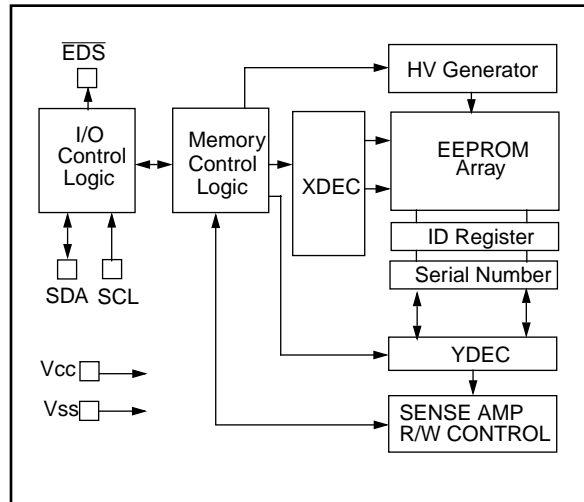 EDS
I/O
Control
Logic
Memory
Control
Logic
XDEC
HV Generator
EEPROM
Array
ID Register
Serial Number
SDA
SCL
YDEC
Vcc
Vss
SENSE AMP
R/W CONTROL